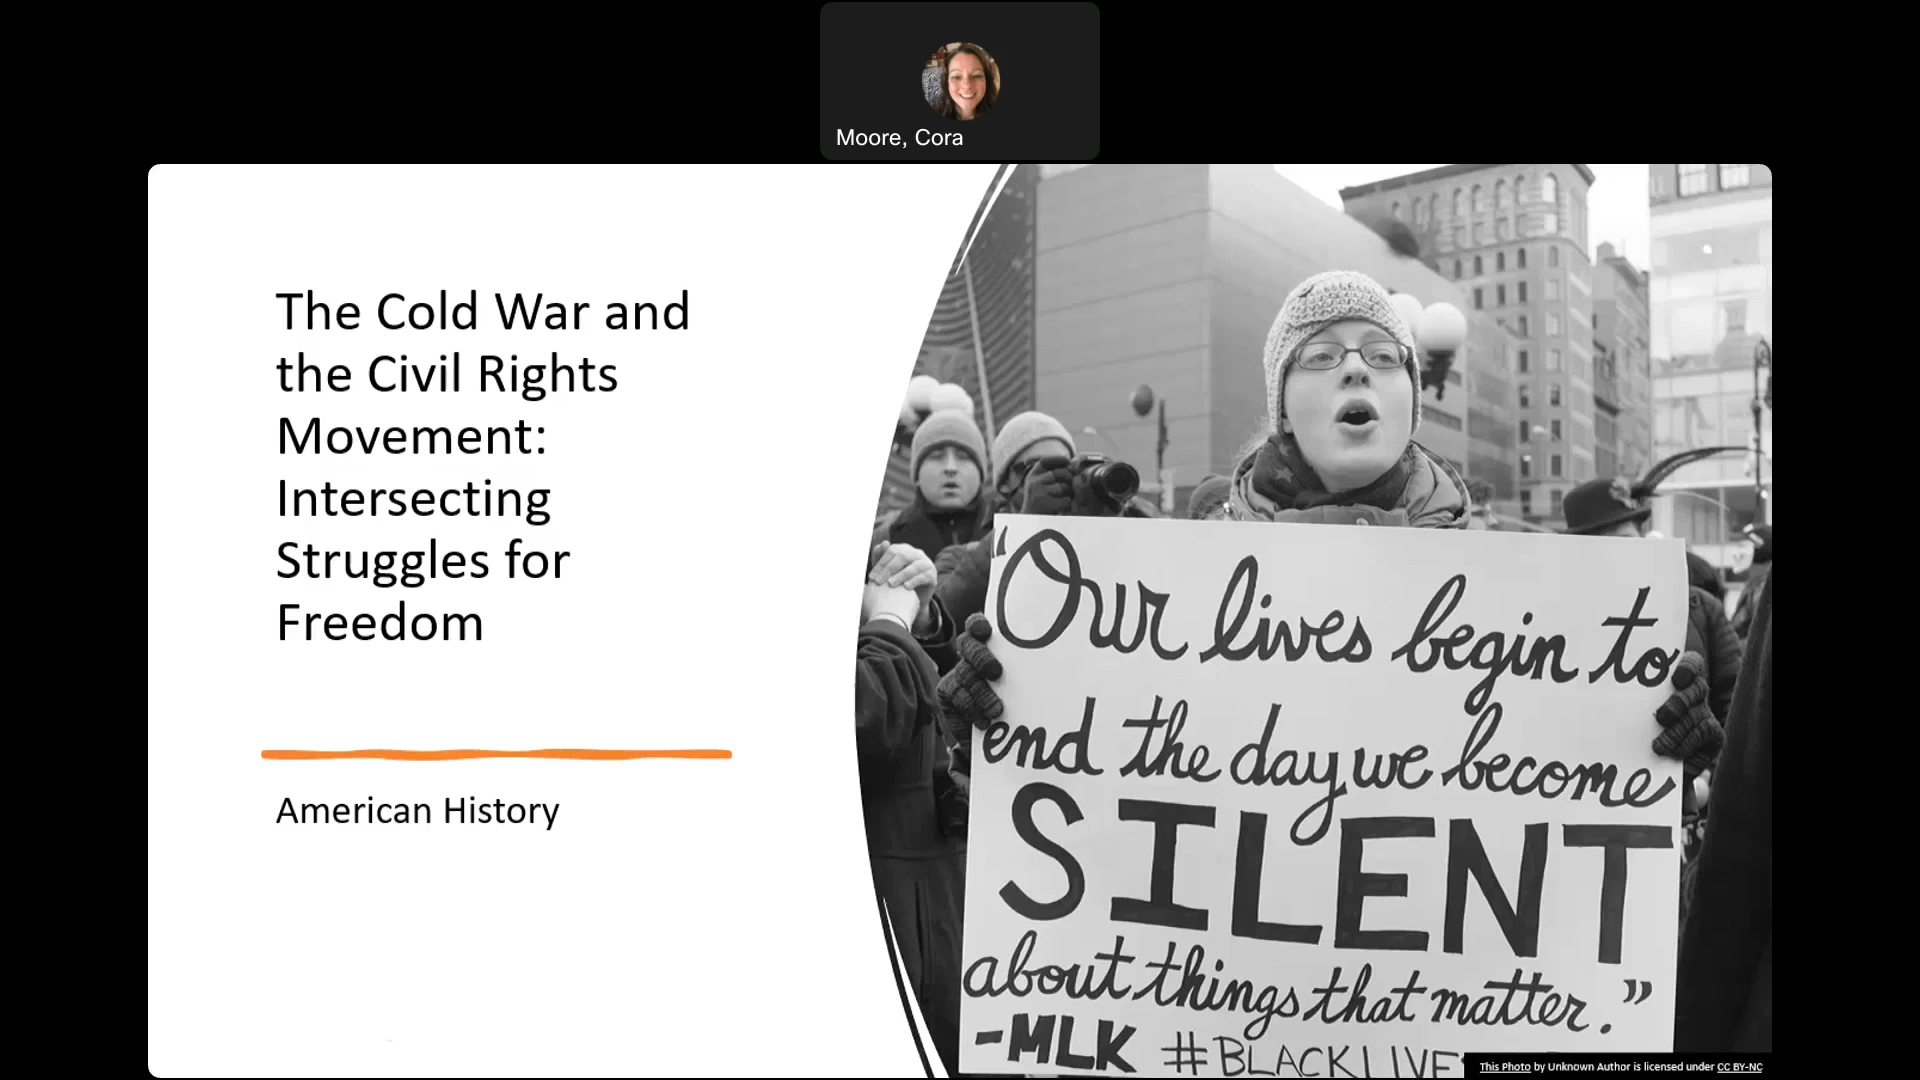 Moore, Cora
The Cold War and
the Civil Rights
Movement:
Intersecting
Struggles for
Freedom
American History
"Our lives begin to
end the day we become
SILENT
about things that matter."
-MLK #BLACKLIVES
This Photo by Unknown Author is licensed under CC BY-NC